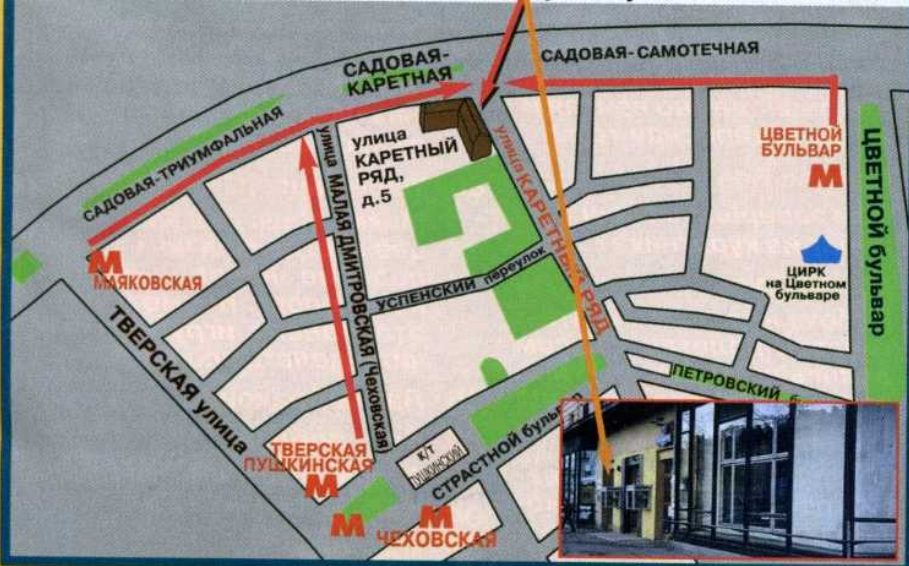 САДОВАЯ-
КАРЕТНАЯ
САДОВАЯ-САМОТЕЧНАЯ
САДОВАЯ-ТРИУМФАЛЬНАЯ
улица
КАРЕТНЫЙ
РЯД,
д.5
улица КАРЕТНЫЙ РЯД
улица МАЛАЯ ДМИТРОВСКАЯ (Чеховская)
ЦВЕТНОЙ
БУЛЬВАР
М
ЦВЕТНОЙ бульвар
ЦИРК
на Цветном
бульваре
М
МАЯКОВСКАЯ
УСПЕНСКИЙ переулок
ТВЕРСКАЯ улица
ПЕТРОВСКИЙ б
ТВЕРСКАЯ
ПУШКИНСКАЯ
М
К/Т
ПУШКИНСКИЙ
СТРАСТНОЙ бульвар
М
М
ЧЕХОВСКАЯ